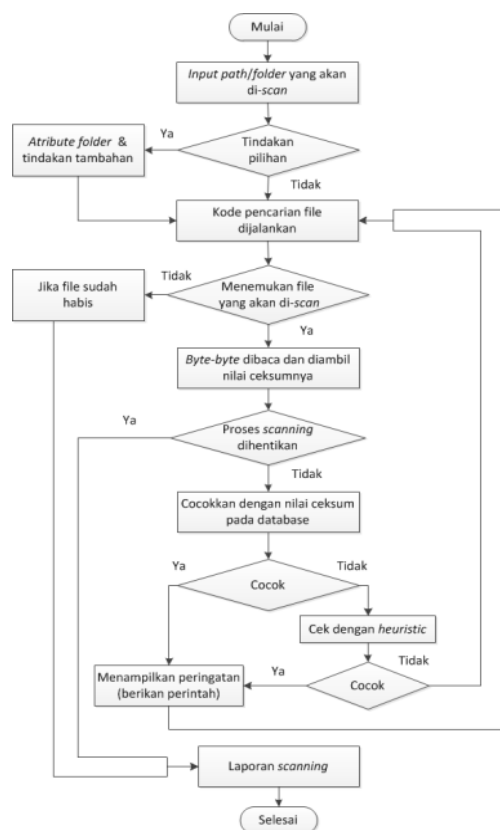 Mulai
Input path/folder yang akan
di-scan
Ya
Atribute folder &
tindakan tambahan
Tindakan
pilihan
Tidak
Kode pencarian file
dijalankan
Tidak
Jika file sudah
habis
Menemukan file
yang akan di-scan
Ya
Byte-byte dibaca dan diambil
nilai ceksumnya
Ya
Proses scanning
dihentikan
Tidak
Cocokkan dengan nilai ceksum
pada database
Ya
Tidak
Cocok
Cek dengan heuristic
Ya
Tidak
Menampilkan peringatan
(berikan perintah)
Cocok
Laporan scanning
Selesai